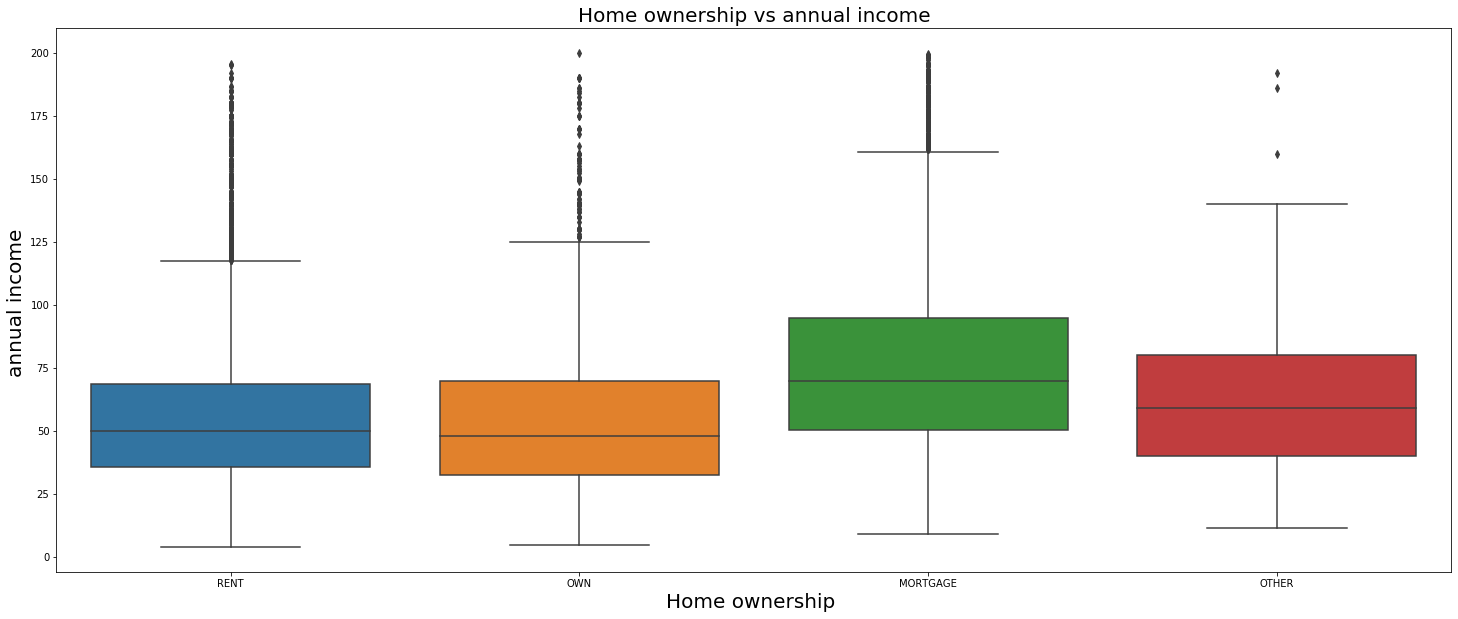 Home ownership vs annual income
annual income
200
175
150
125
100
75
50
25
0
RENT OWN MORTGAGE OTHER
Home ownership